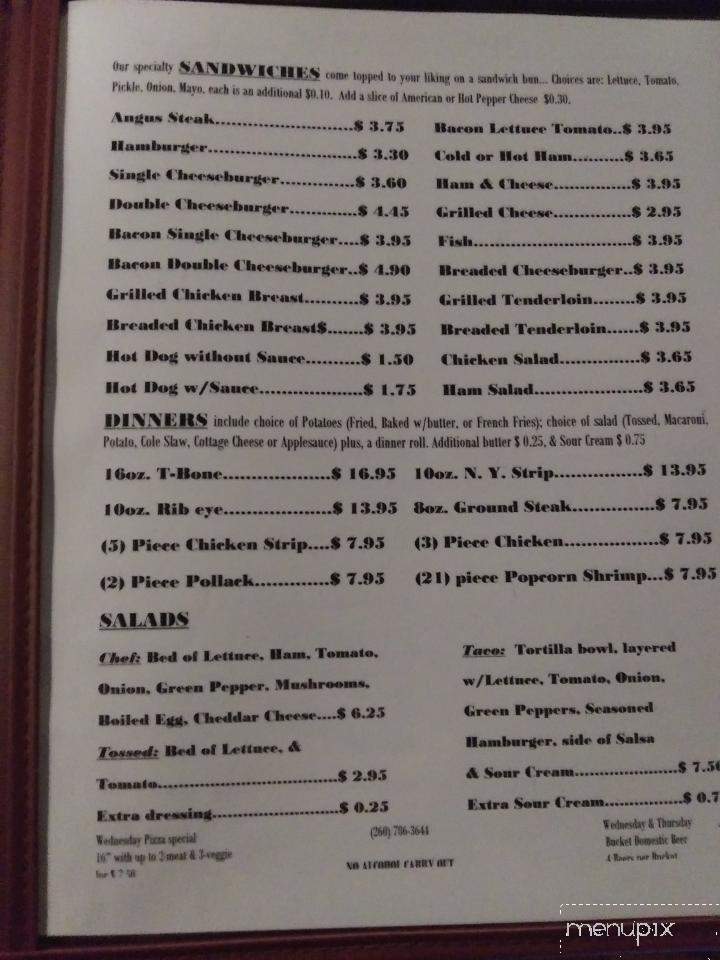 Our specialty SANDWICHES come topped to your liking on a sandwich bun... Choices are: Lettuce, Tomato,
Pickle, Onion, Mayo, each is an additional $0.10. Add a slice of American or Hot Pepper Cheese $0.30.
Angus Steak.....................$ 3.75
Hamburger.......................$ 3.30
Single Cheeseburger............$ 3.60
Double Cheeseburger...........$ 4.45
Bacon Single Cheeseburger....$ 3.95
Bacon Double Cheeseburger..$ 4.90
Grilled Chicken Breast..........$ 3.95
Breaded Chicken Breast$.......$ 3.95
Hot Dog without Sauce..........$ 1.50
Hot Dog w/Sauce...............$ 1.75
Bacon Lettuce Tomato..$ 3.95
Cold or Hot Ham.........$ 3.65
Ham & Cheese.............$ 3.95
Grilled Cheese.............$ 2.95
Fish..........................$ 3.95
Breaded Cheeseburger..$ 3.95
Grilled Tenderloin........$ 3.95
Breaded Tenderloin......$ 3.95
Chicken Salad..............$ 3.65
Ham Salad..................$ 3.65
DINNERS include choice of Potatoes (Fried, Baked w/butter, or French Fries); choice of salad (Tossed, Macaroni,
Potato, Cole Slaw, Cottage Cheese or Applesauce) plus, a dinner roll. Additional butter $ 0.25, & Sour Cream $ 0.75
16oz. T-Bone..................$ 16.95
10oz. Rib eye..................$ 13.95
(5) Piece Chicken Strip....$ 7.95
(2) Piece Pollack.............$ 7.95
10oz. N. Y. Strip...............$ 13.95
8oz. Ground Steak..............$ 7.95
(3) Piece Chicken.................$ 7.95
(21) piece Popcorn Shrimp...$ 7.95
SALADS
Chef: Bed of Lettuce, Ham, Tomato,
Onion, Green Pepper, Mushrooms,
Boiled Egg, Cheddar Cheese....$ 6.25
Tossed: Bed of Lettuce, &
Tomato..............................$ 2.95
Extra dressing.....................$ 0.25
Taco: Tortilla bowl, layered
w/Lettuce, Tomato, Onion,
Green Peppers, Seasoned
Hamburger, side of Salsa
& Sour Cream..................$ 7.50
Extra Sour Cream.............$ 0.7
Wednesday Pizza special
16" with up to 2-meat & 3-veggie
for $ 7.50
(260) 786-3644
NO ALCOHOL CARRY OUT
Wednesday & Thursday
Bucket Domestic Beer
4 Beers per Bucket
menupix